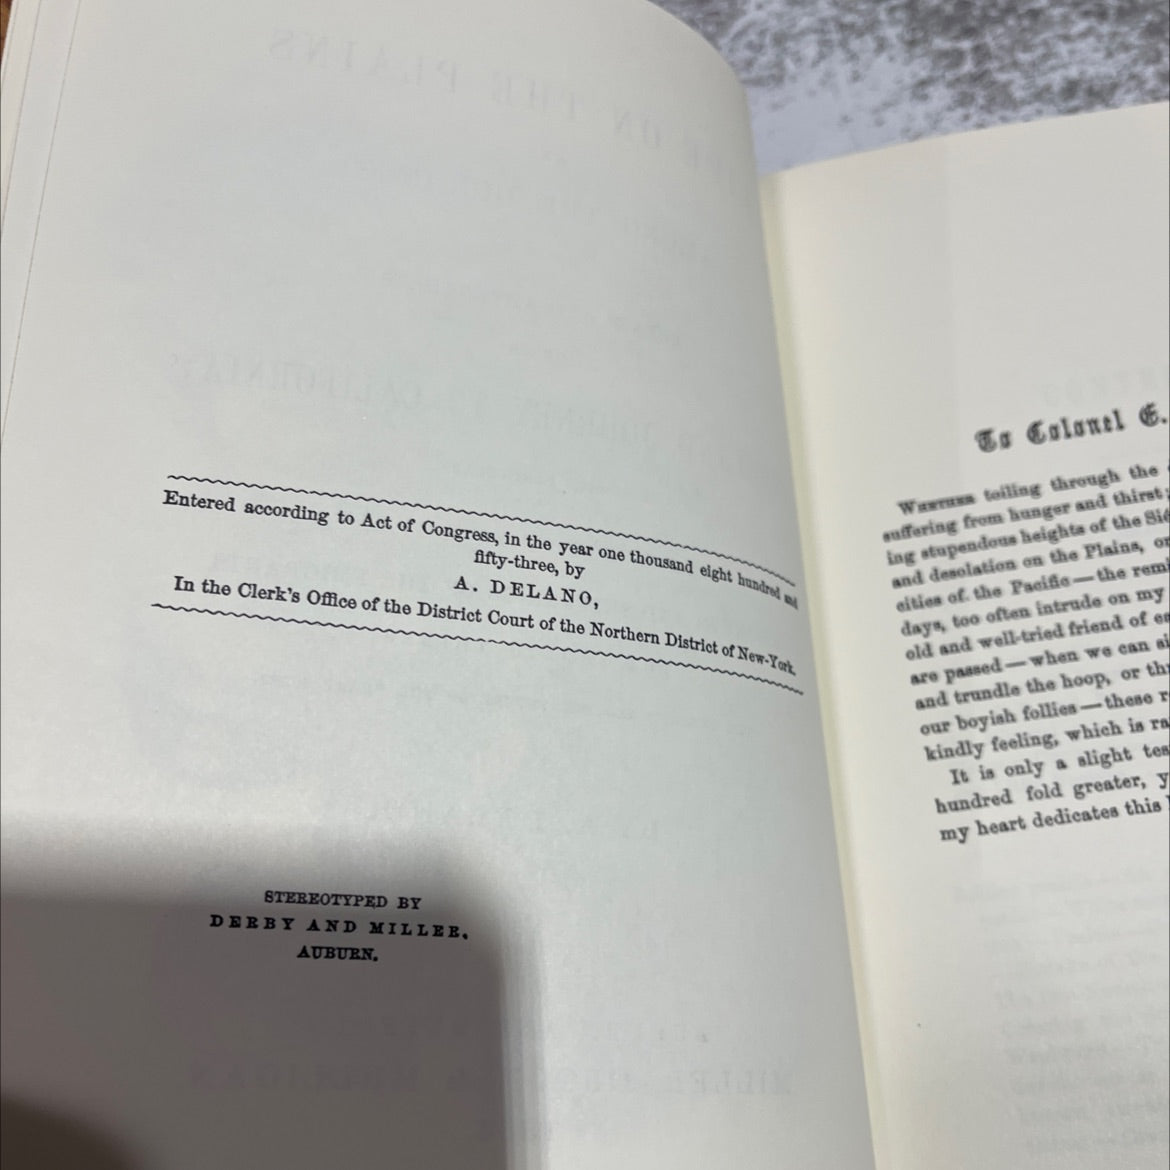 Entered according to Act of Congress, in the year one thousand eight hundred and
fifty-three, by
A. DELANO,
In the Clerk's Office of the District Court of the Northern District of New-York.
STEREOTYPED BY
DERBY AND MILLER,
AUBURN.
To Colonel E.
Whether toiling through the
suffering from hunger and thirst;
ing stupendous heights of the
and desolation on the Plains, or
cities of. the Pacific—the
days, too often intrude on my
old and well-tried friend of
are passed—when we can
and trundle the hoop, or
our boyish follies—these
kindly feeling, which is
It is only a slight
hundred fold greater,
my heart dedicates this